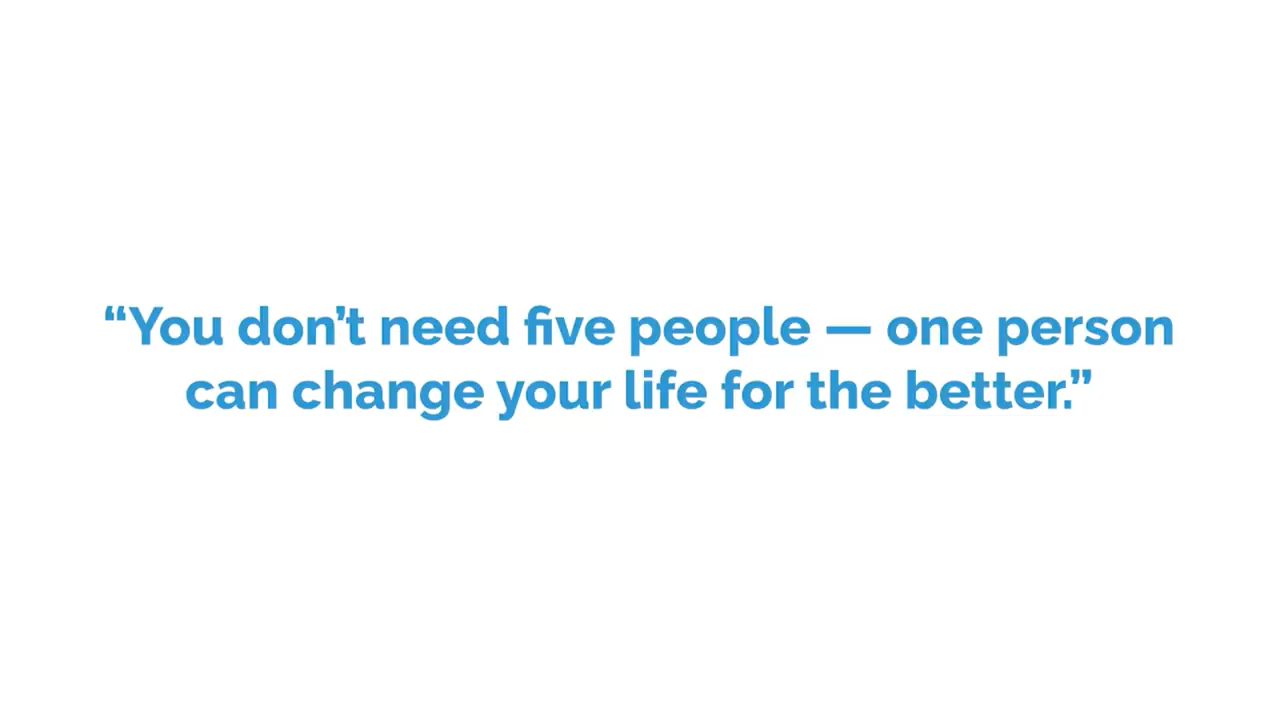 “You don’t need five people — one person
can change your life for the better.”